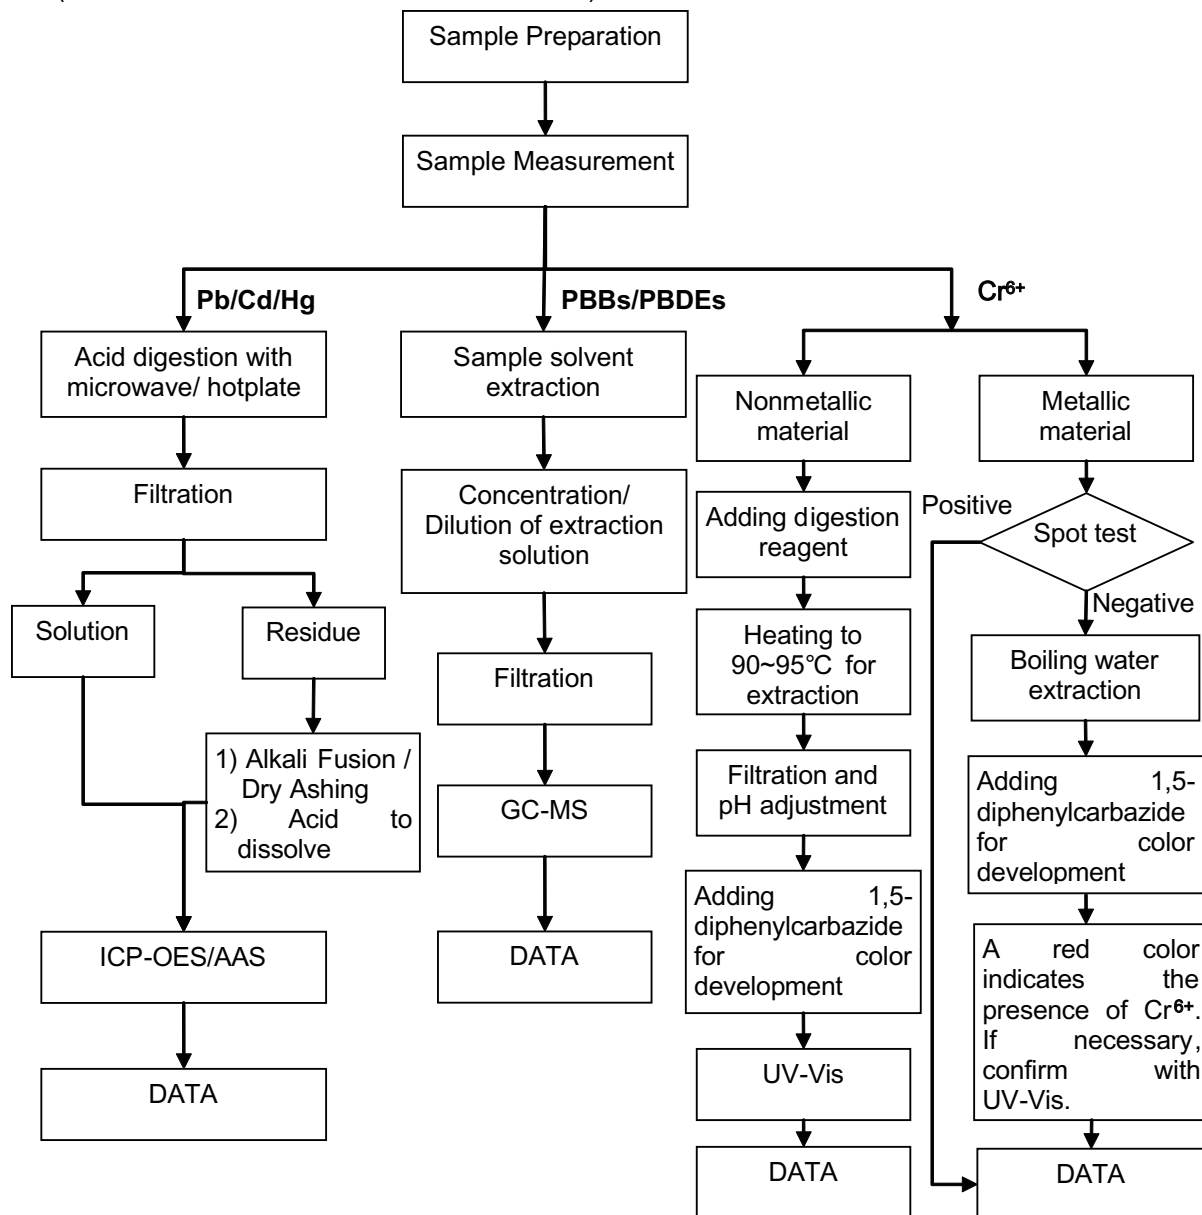 Sample Preparation
Sample Measurement
Pb/Cd/Hg
PBBs/PBDEs
Cr⁶⁺
Acid digestion with
microwave/ hotplate
Filtration
Solution
Residue
1) Alkali Fusion /
Dry Ashing
2) Acid to
dissolve
ICP-OES/AAS
DATA
Sample solvent
extraction
Concentration/
Dilution of extraction
solution
Filtration
GC-MS
DATA
Nonmetallic
material
Adding digestion
reagent
Heating to
90~95°C for
extraction
Filtration and
pH adjustment
Adding 1,5-
diphenylcarbazide
for color
development
UV-Vis
DATA
Metallic
material
Positive
Spot test
Negative
Boiling water
extraction
Adding 1,5-
diphenylcarbazide
for color
development
A red color
indicates the
presence of Cr⁶⁺.
If necessary,
confirm with
UV-Vis.
DATA